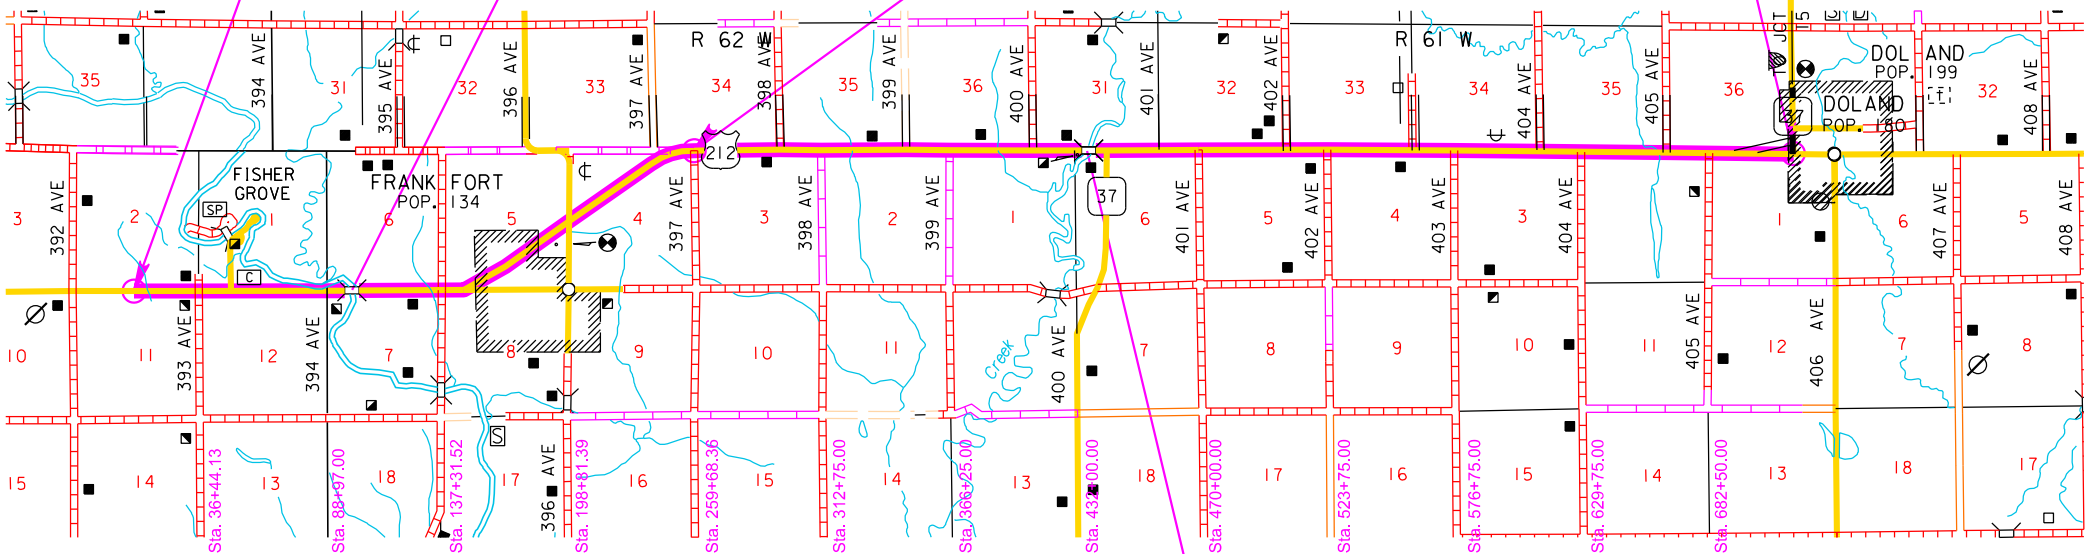 R 62 W
R 61 W
JCT
DOLAND
POP. 199
394 AVE
395 AVE
396 AVE
397 AVE
398 AVE
399 AVE
400 AVE
401 AVE
402 AVE
404 AVE
405 AVE
408 AVE
35
31
32
33
34
35
36
31
32
33
34
35
36
32
37
DOLAND
POP. 180
212
FISHER
GROVE
FRANKFORT
POP. 134
SP
C
37
392 AVE
397 AVE
398 AVE
399 AVE
401 AVE
402 AVE
403 AVE
404 AVE
407 AVE
408 AVE
3
2
1
6
5
4
3
2
1
6
5
4
3
1
6
5
393 AVE
394 AVE
400 AVE
405 AVE
406 AVE
Creek
10
11
12
7
8
9
10
11
7
8
9
10
11
12
7
8
S
396 AVE
15
14
13
18
17
16
15
14
13
18
17
16
15
14
13
18
17
Sta. 36+44.13
Sta. 88+97.00
Sta. 137+31.52
Sta. 198+81.39
Sta. 259+68.36
Sta. 312+75.00
Sta. 366+25.00
Sta. 432+00.00
Sta. 470+00.00
Sta. 523+75.00
Sta. 576+75.00
Sta. 629+75.00
Sta. 682+50.00